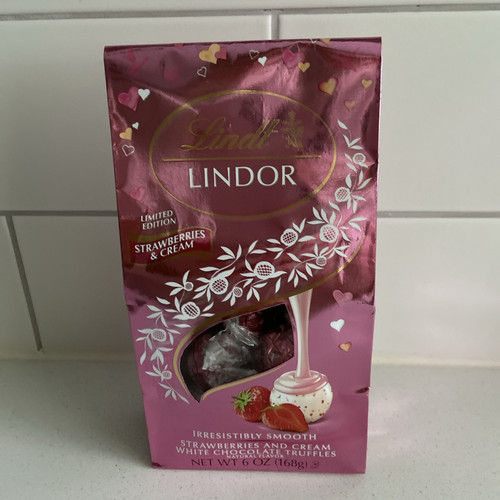 Lindt
LINDOR
LIMITED
EDITION
STRAWBERRIES
& CREAM
IRRESISTIBLY SMOOTH
STRAWBERRIES AND CREAM
WHITE CHOCOLATE TRUFFLES
NATURAL FLAVOR
NET WT 6 OZ (168g)